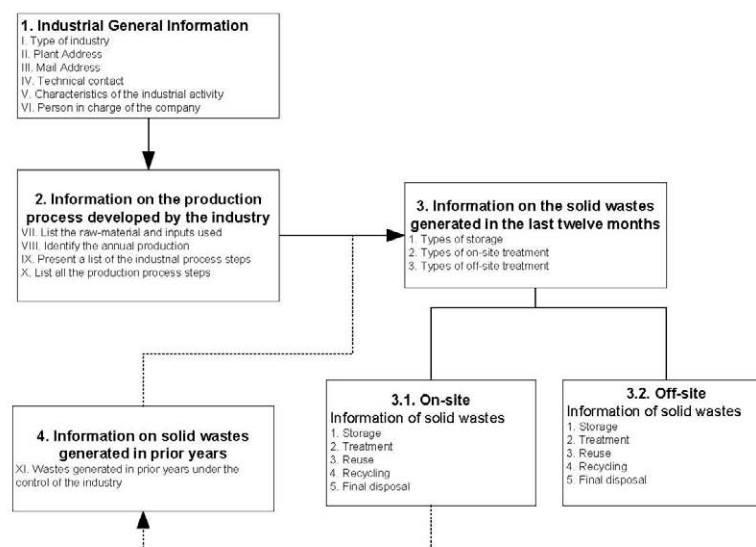 1. Industrial General Information
I. Type of industry
II. Plant Address
III. Mail Address
IV. Technical contact
V. Characteristics of the industrial activity
VI. Person in charge of the company
2. Information on the production
process developed by the industry
VII. List the raw-material and inputs used
VIII. Identify the annual production
IX. Present a list of the industrial process steps
X. List all the production process steps
3. Information on the solid wastes
generated in the last twelve months
1. Types of storage
2. Types of on-site treatment
3. Types of off-site treatment
3.1. On-site
Information of solid wastes
1. Storage
2. Treatment
3. Reuse
4. Recycling
5. Final disposal
3.2. Off-site
Information of solid wastes
1. Storage
2. Treatment
3. Reuse
4. Recycling
5. Final disposal
4. Information on solid wastes
generated in prior years
XI. Wastes generated in prior years under the
control of the industry